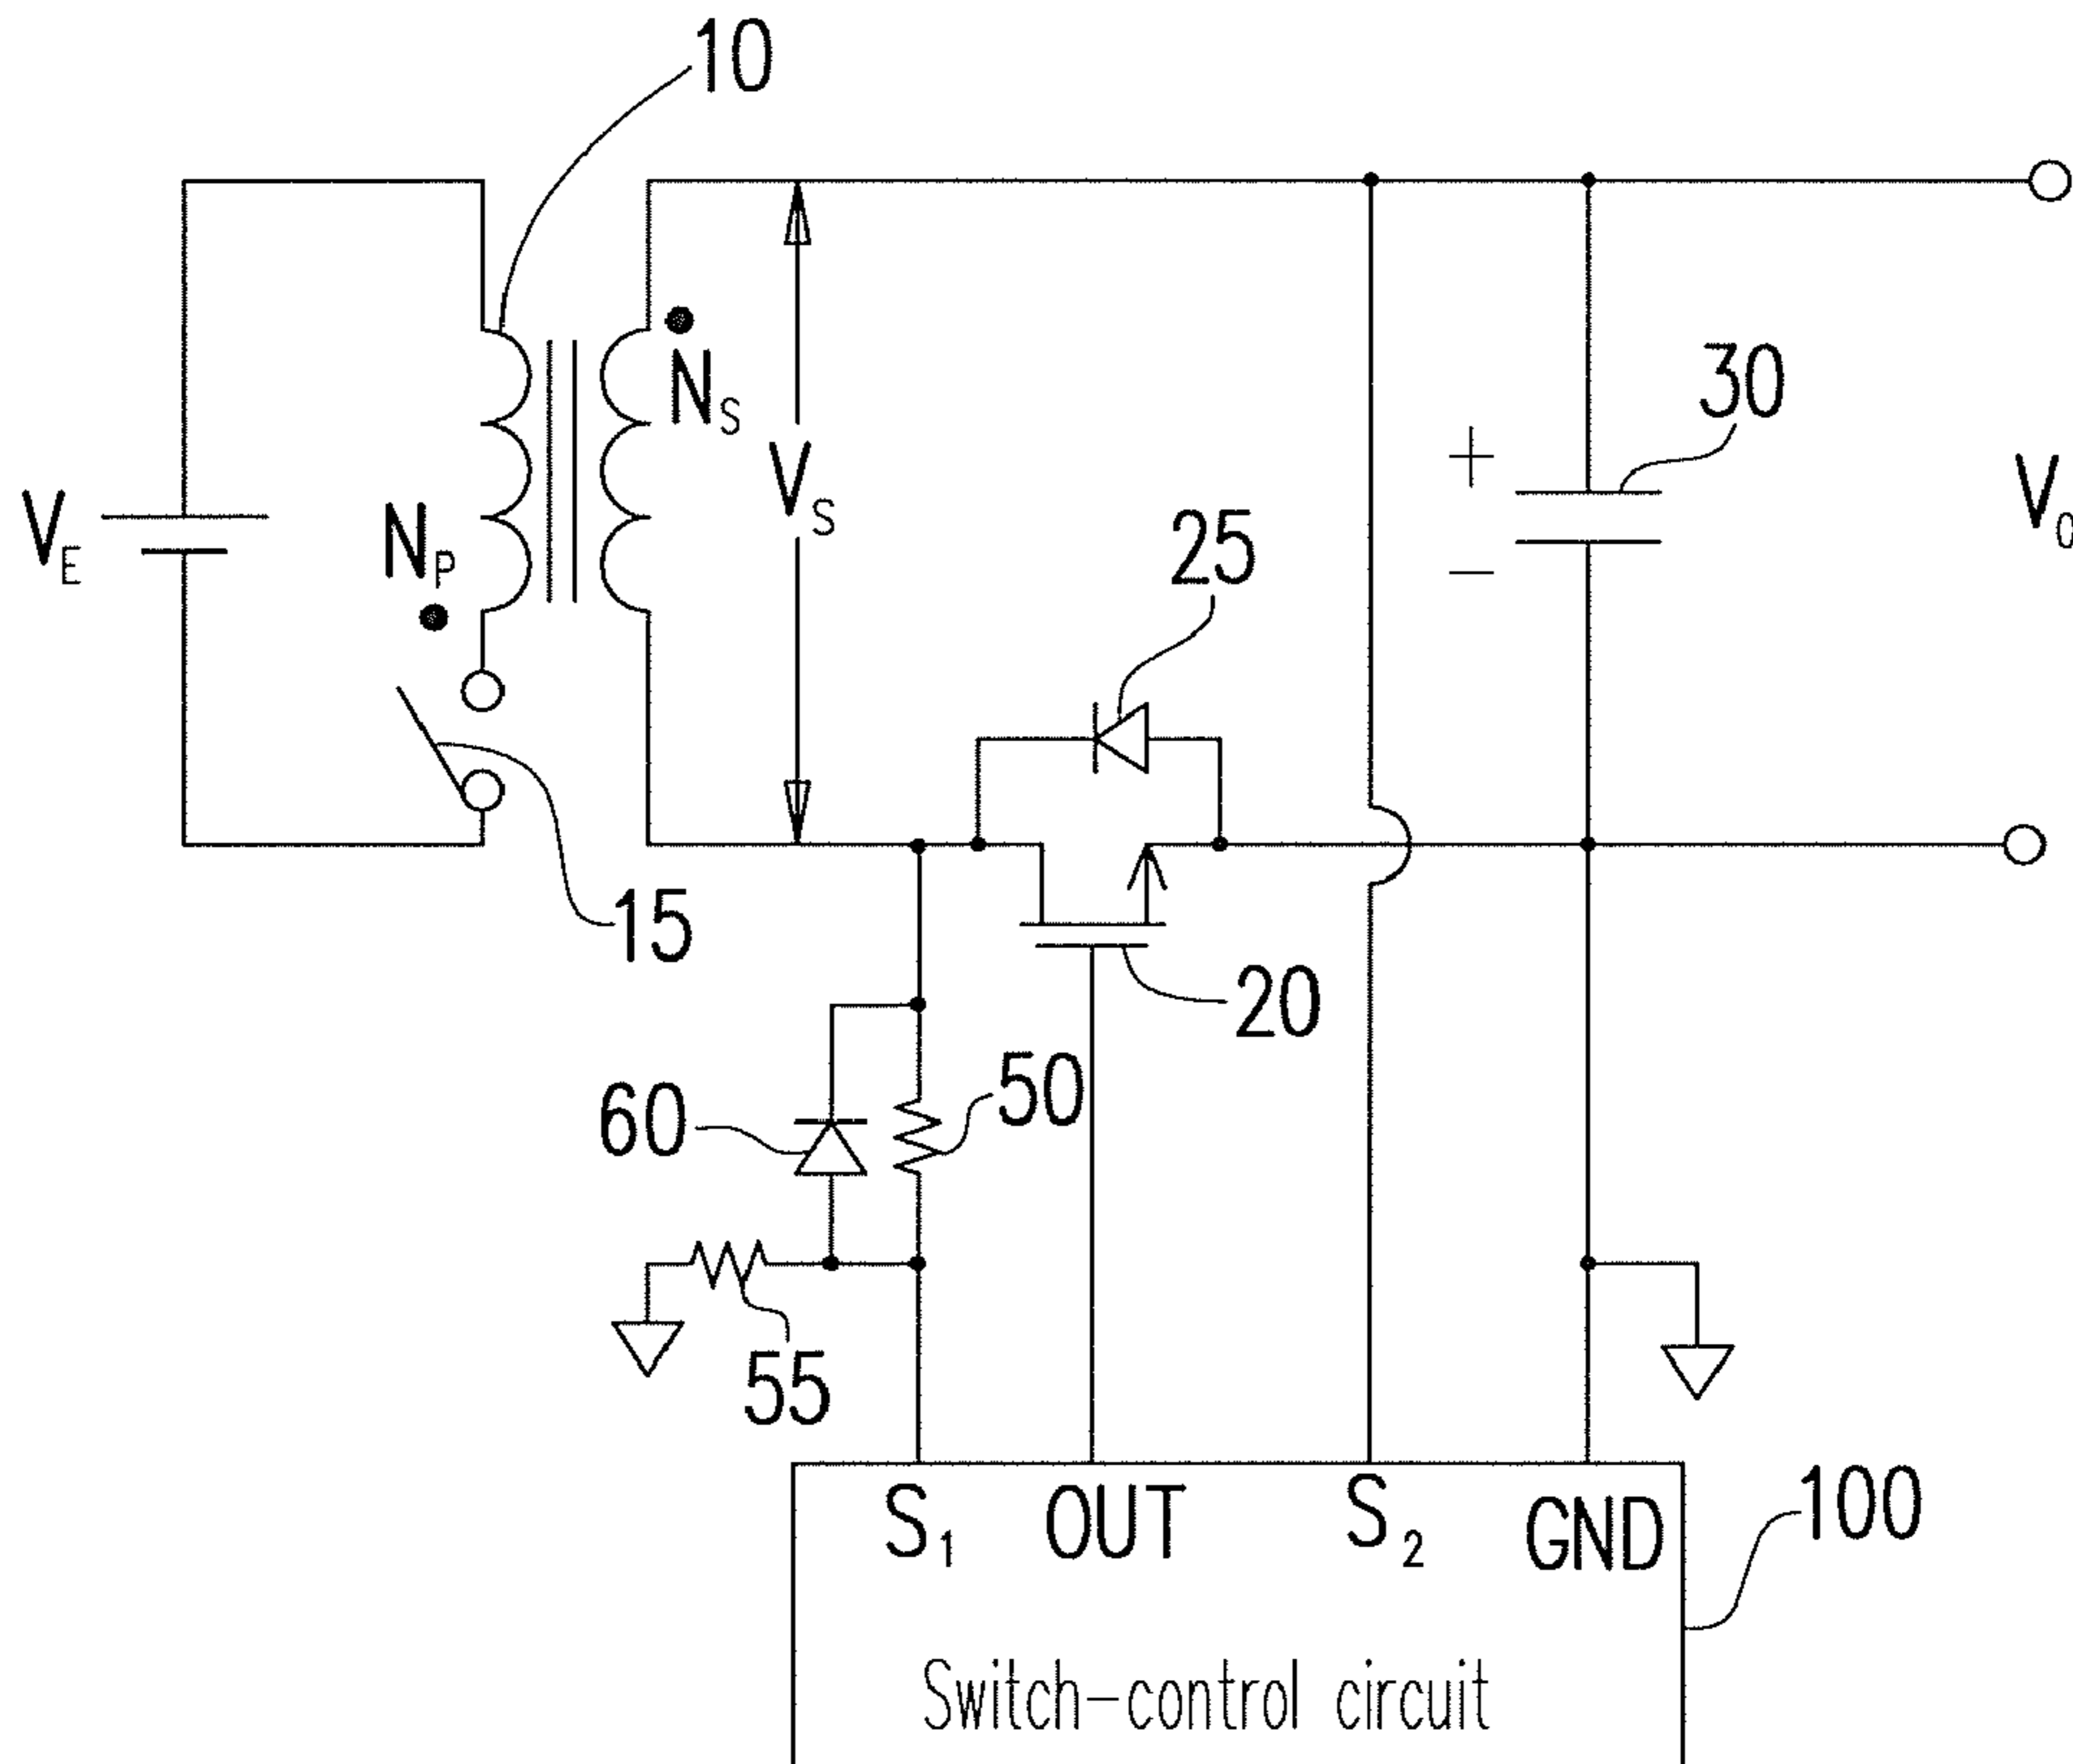 10
N_S
30
V_S
V_E
N_P
V_O
25
15
20
60
50
55
S_1 OUT S_2 GND
100
Switch-control circuit